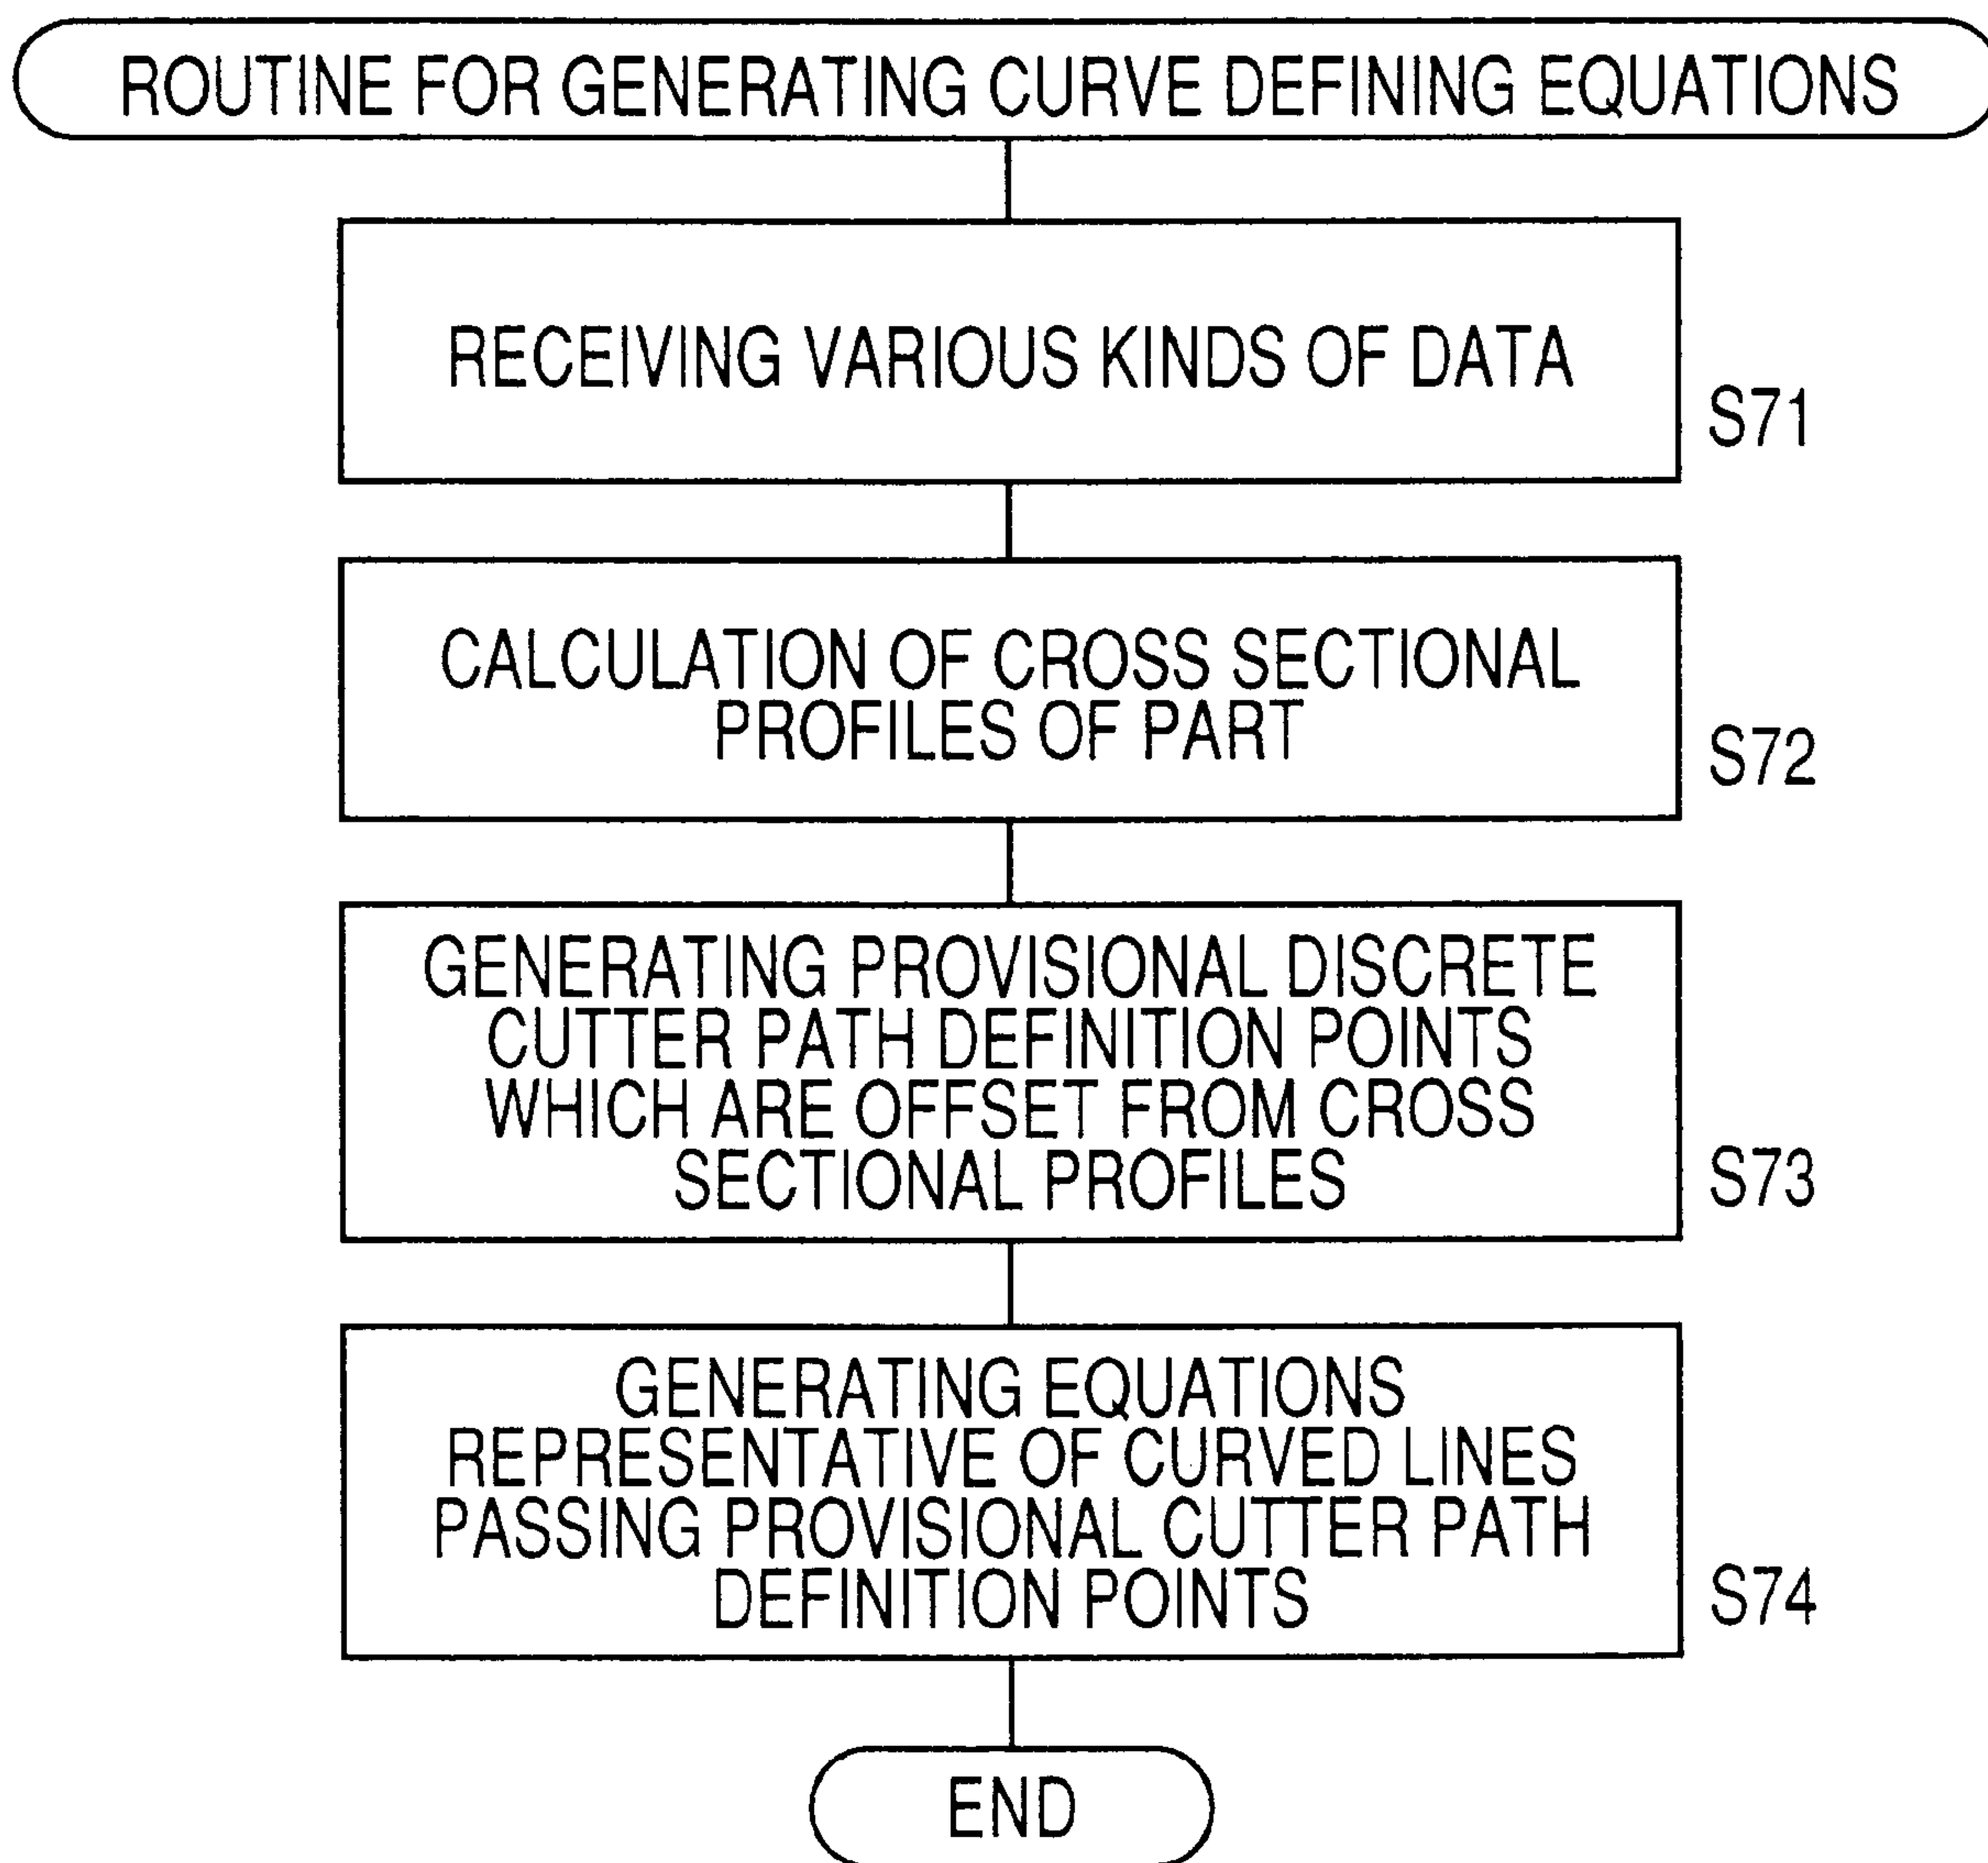 ROUTINE FOR GENERATING CURVE DEFINING EQUATIONS
RECEIVING VARIOUS KINDS OF DATA
S71
CALCULATION OF CROSS SECTIONAL
PROFILES OF PART
S72
GENERATING PROVISIONAL DISCRETE
CUTTER PATH DEFINITION POINTS
WHICH ARE OFFSET FROM CROSS
SECTIONAL PROFILES
S73
GENERATING EQUATIONS
REPRESENTATIVE OF CURVED LINES
PASSING PROVISIONAL CUTTER PATH
DEFINITION POINTS
S74
END